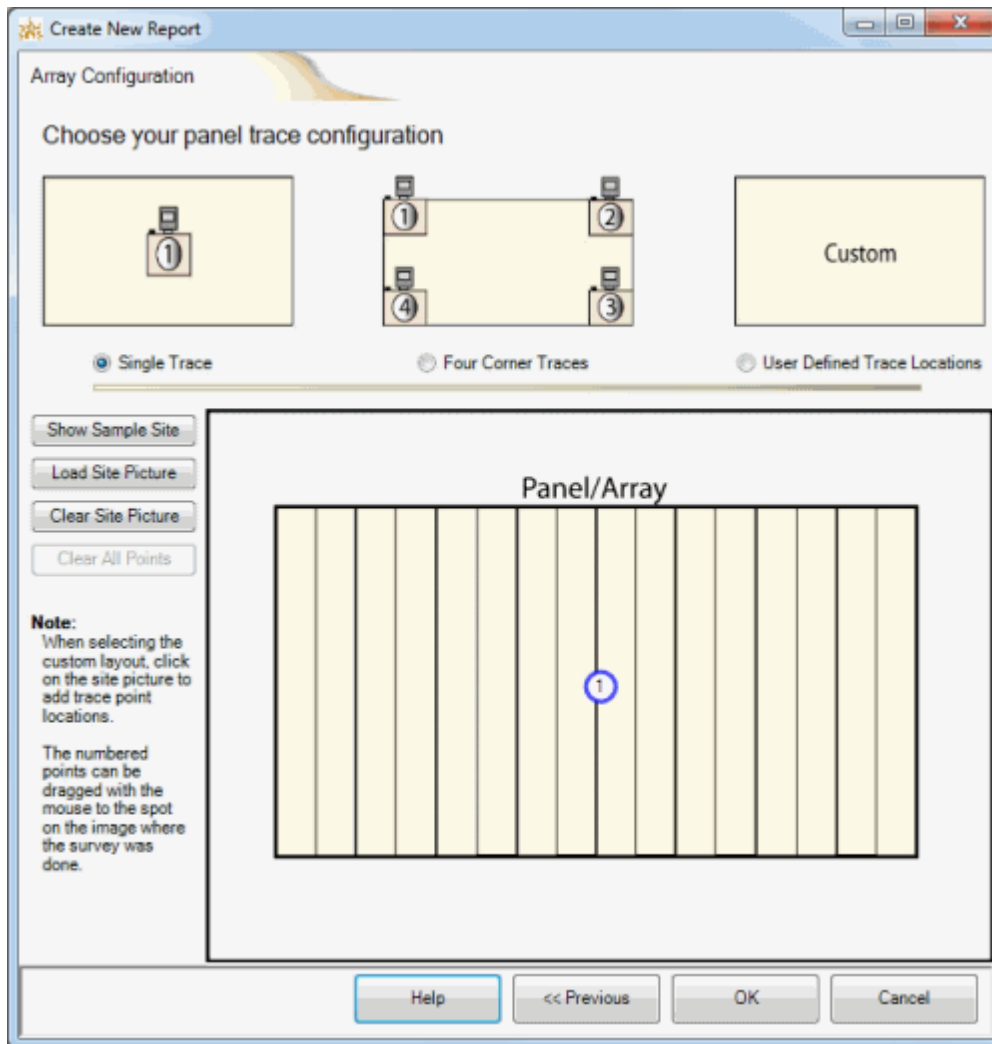 Create New Report
Array Configuration
Choose your panel trace configuration
1
1
2
4
3
Custom
Single Trace
Four Corner Traces
User Defined Trace Locations
Show Sample Site
Load Site Picture
Clear Site Picture
Clear All Points
Note:
When selecting the
custom layout, click
on the site picture to
add trace point
locations.
The numbered
points can be
dragged with the
mouse to the spot
on the image where
the survey was
done.
Panel/Array
1
Help
<< Previous
OK
Cancel